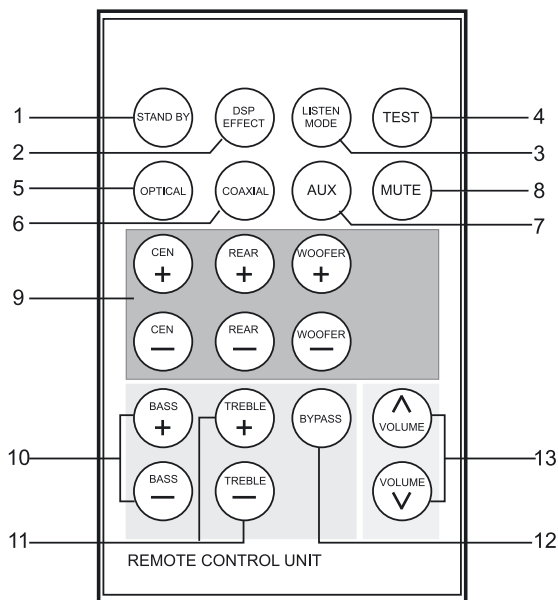 1
STAND BY
DSP
EFFECT
LISTEN
MODE
TEST
4
2
3
5
OPTICAL
COAXIAL
AUX
MUTE
8
6
7
CEN
+
REAR
+
WOOFER
+
9
CEN
—
REAR
—
WOOFER
—
BASS
+
TREBLE
+
BYPASS
VOLUME
10
13
BASS
—
TREBLE
—
VOLUME
11
12
REMOTE CONTROL UNIT